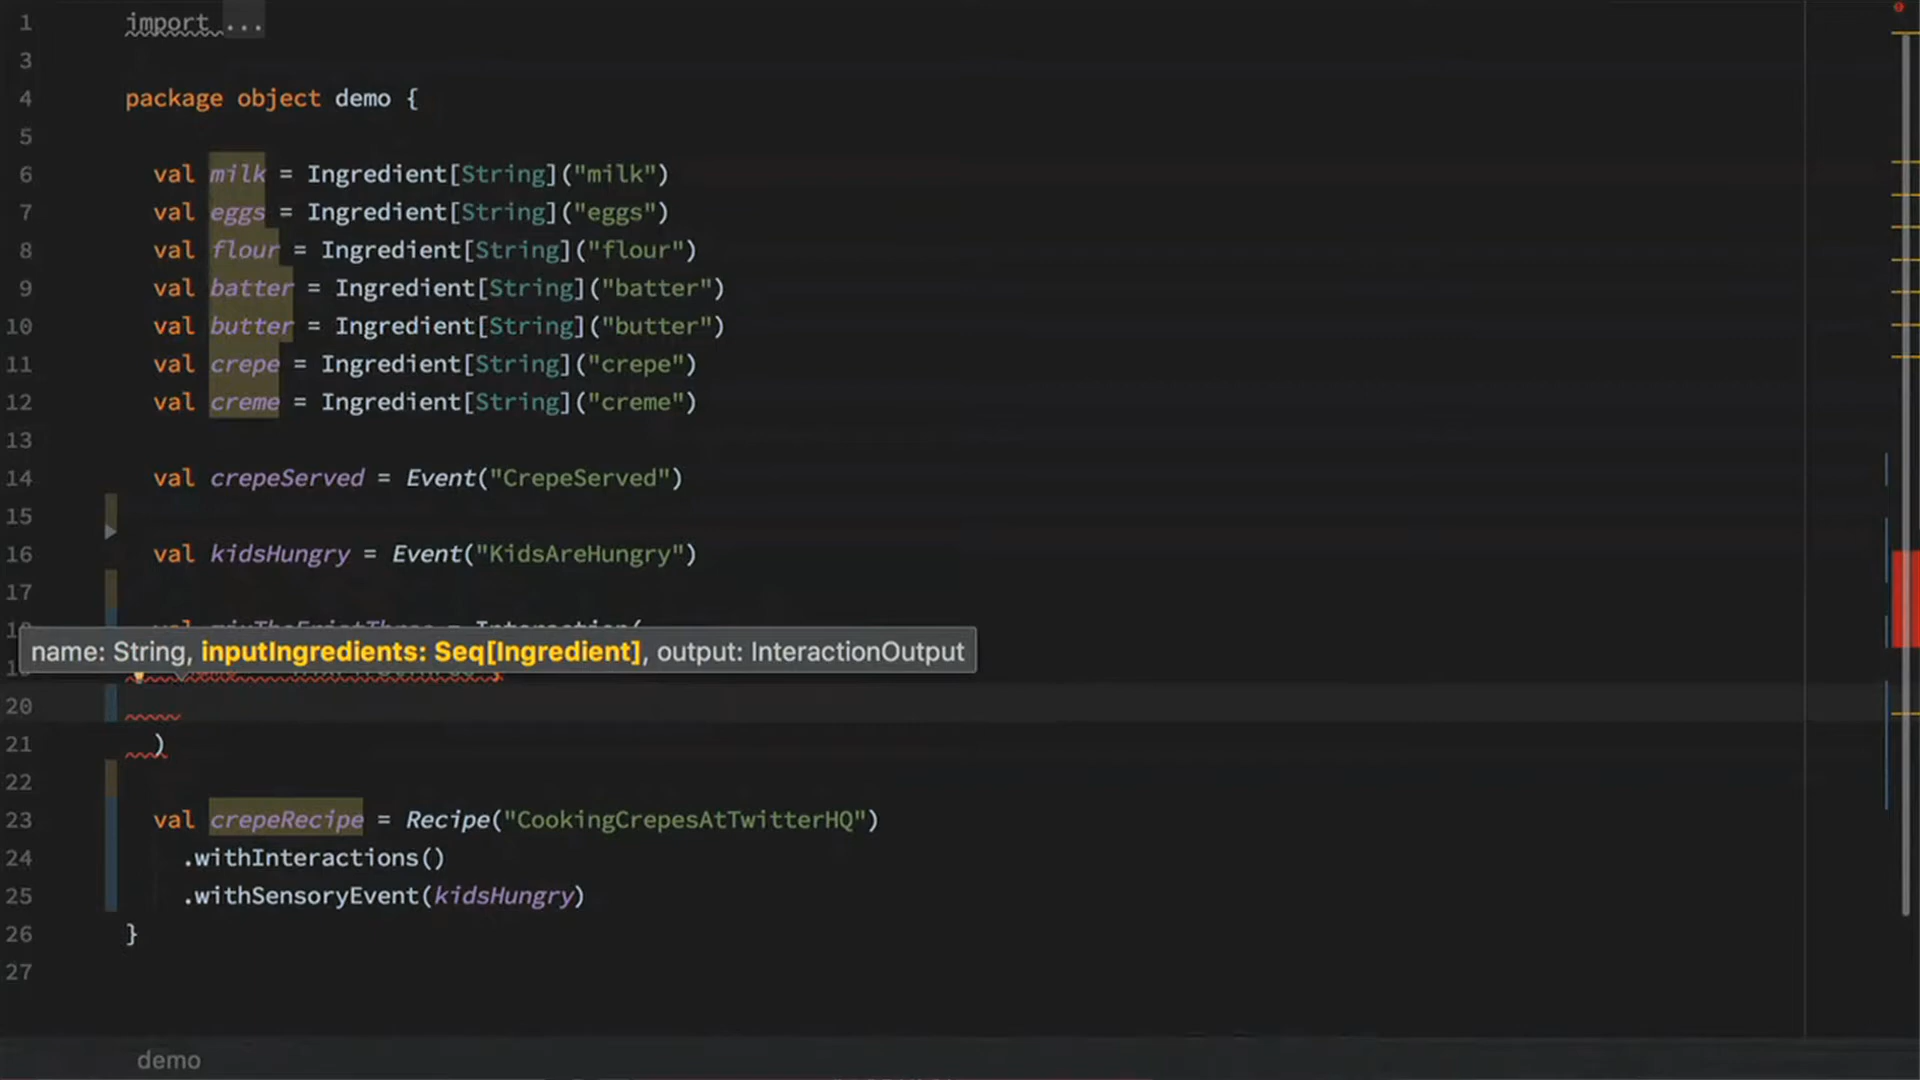 1 import ...
3
4 package object demo {
5
6 val milk = Ingredient[String]("milk")
7 val eggs = Ingredient[String]("eggs")
8 val flour = Ingredient[String]("flour")
9 val batter = Ingredient[String]("batter")
10 val butter = Ingredient[String]("butter")
11 val crepe = Ingredient[String]("crepe")
12 val creme = Ingredient[String]("creme")
13
14 val crepeServed = Event("CrepeServed")
15
16 val kidsHungry = Event("KidsAreHungry")
17
name: String, inputIngredients: Seq[Ingredient], output: InteractionOutput
20
21 )
22
23 val crepeRecipe = Recipe("CookingCrepesAtTwitterHQ")
24 .withInteractions()
25 .withSensoryEvent(kidsHungry)
26 }
27
demo